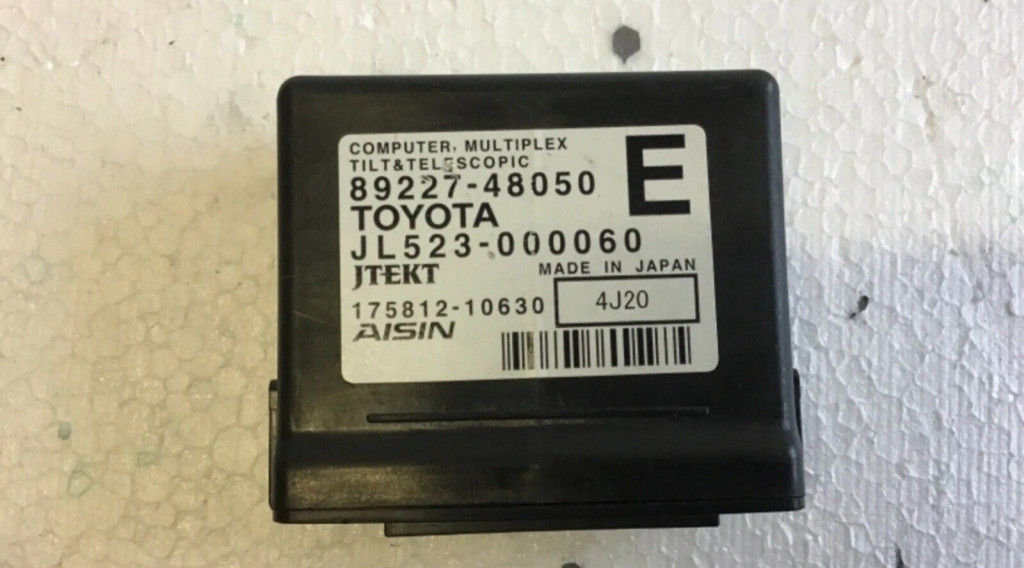 COMPUTER, MULTIPLEX
TILT&TELESCOPIC
E
89227-48050
TOYOTA
JL523-000060
JTEKT
MADE IN JAPAN
175812-10630
4J20
AISIN